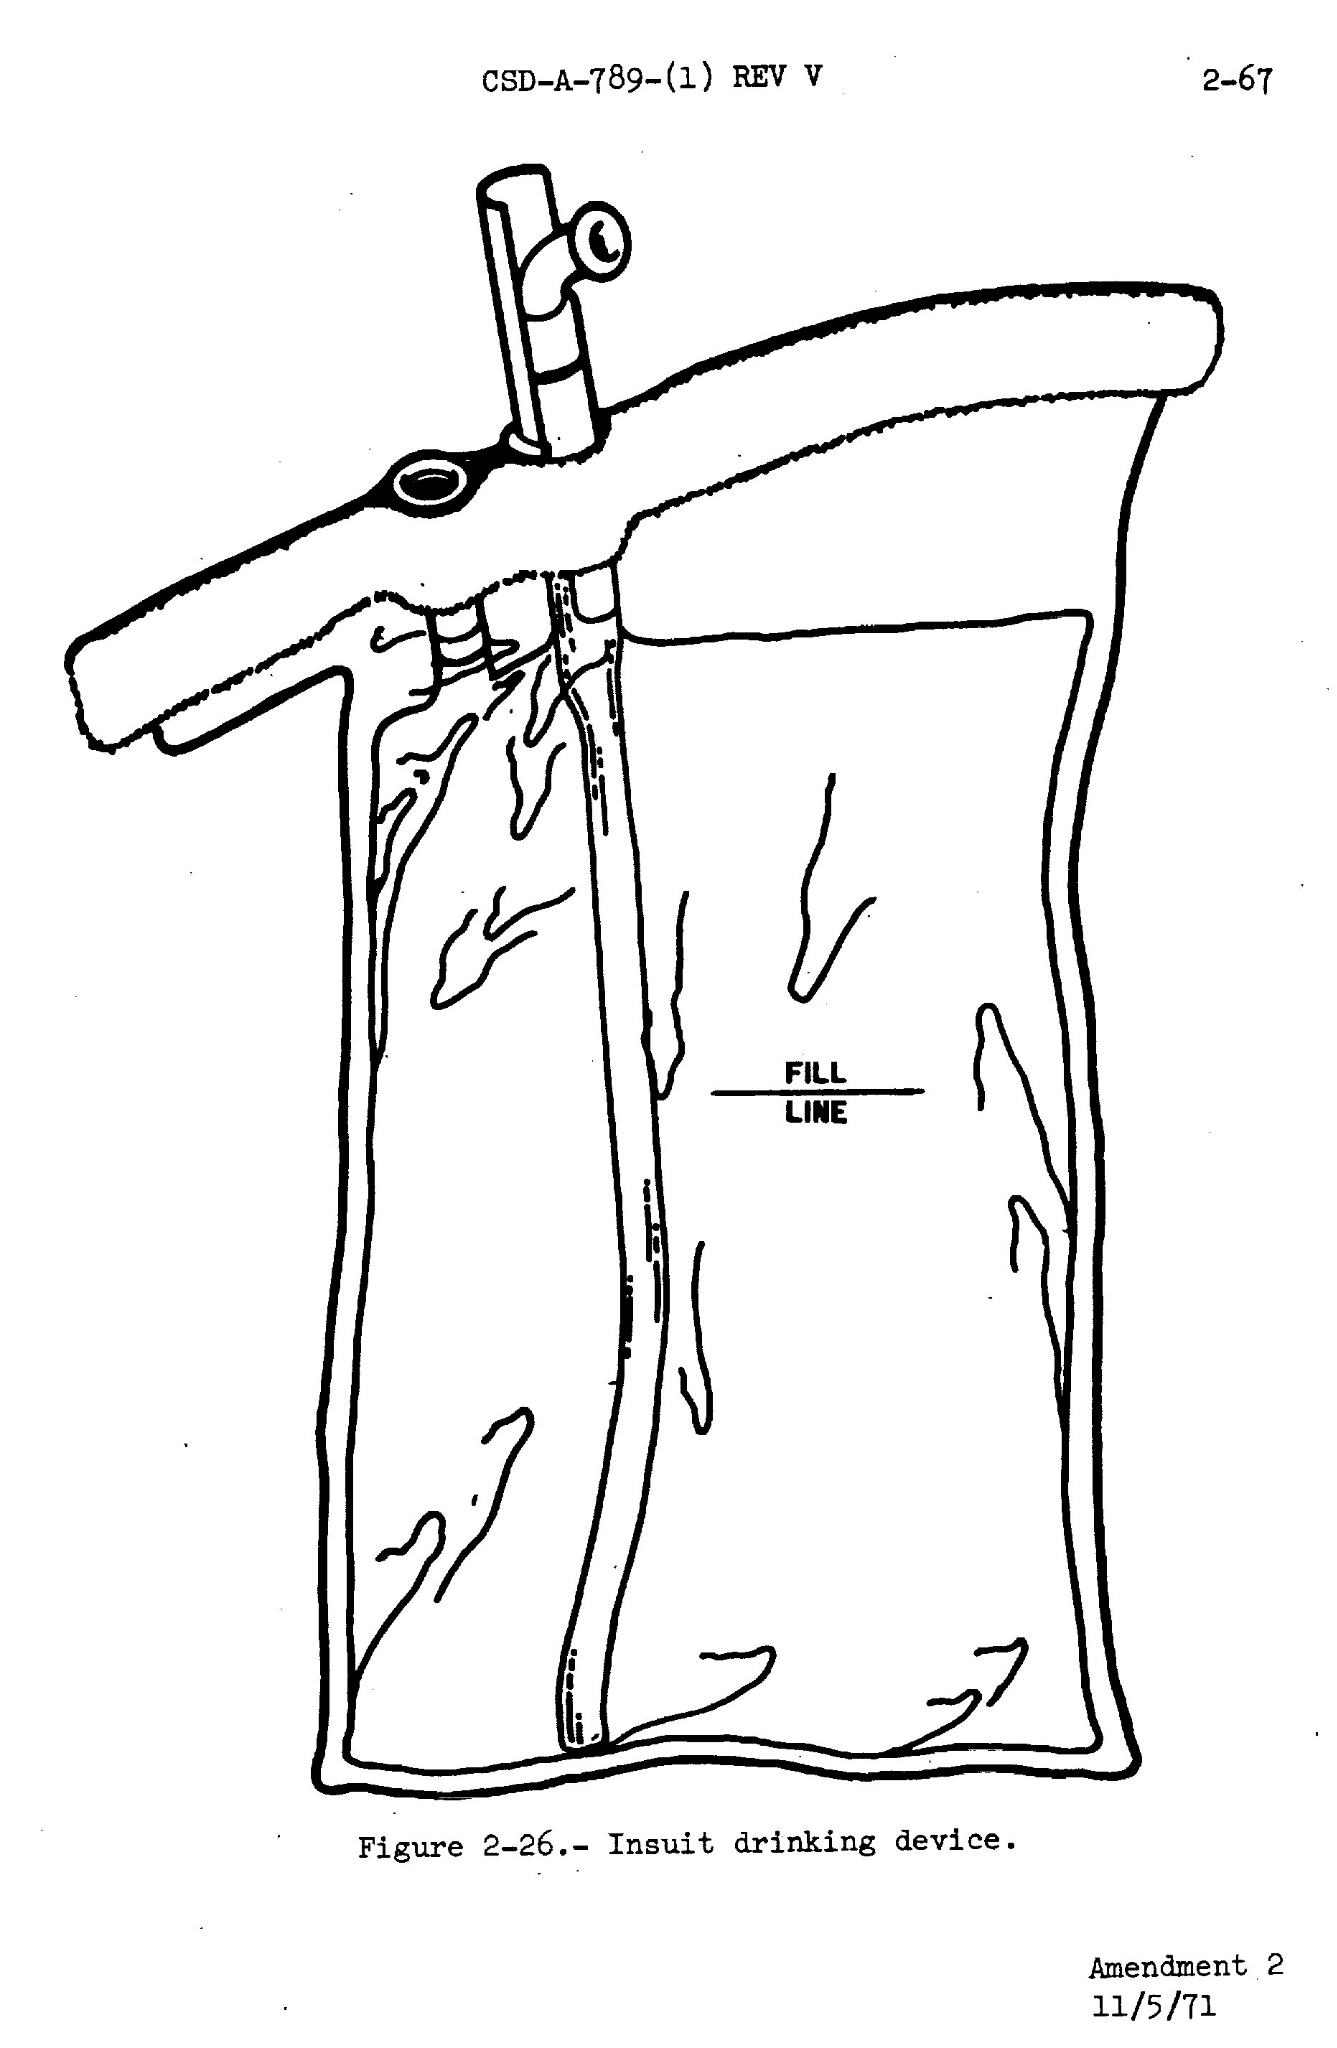 CSD-A-789-(1) REV V 2-67
FILL
LINE
Figure 2-26.- Insuit drinking device.
Amendment 2
11/5/71